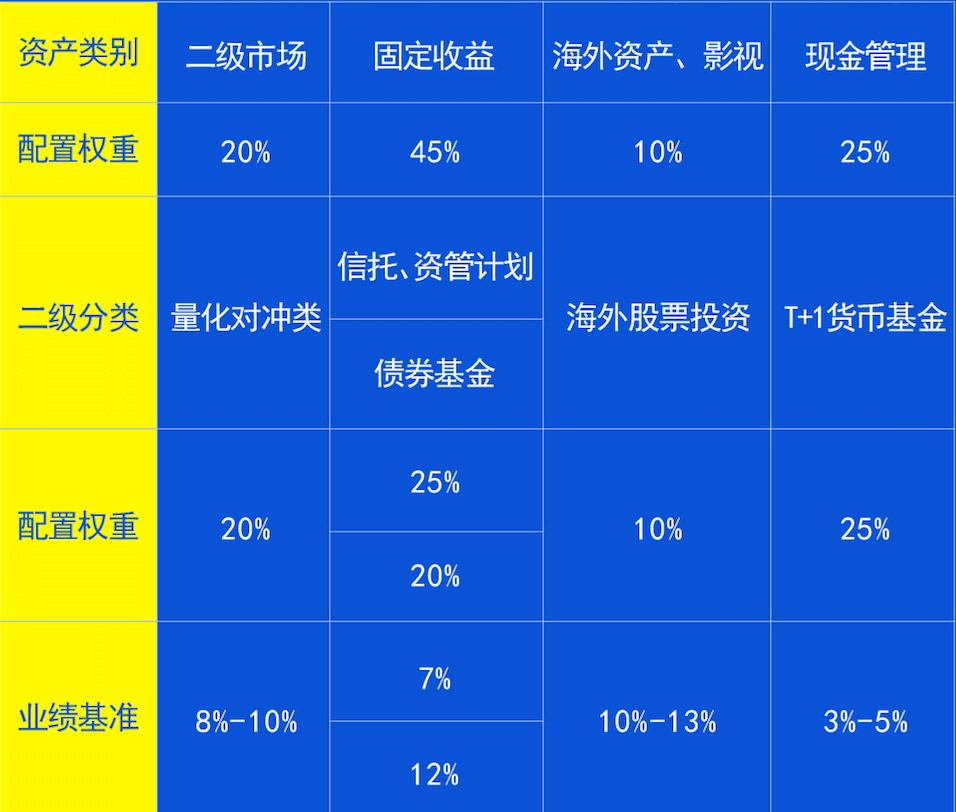 资产类别 二级市场 固定收益 海外资产、影视 现金管理
配置权重 20% 45% 10% 25%
信托、资管计划
二级分类 量化对冲类 海外股票投资 T+1货币基金
债券基金
25%
配置权重 20% 10% 25%
20%
7%
业绩基准 8%-10% 10%-13% 3%-5%
12%